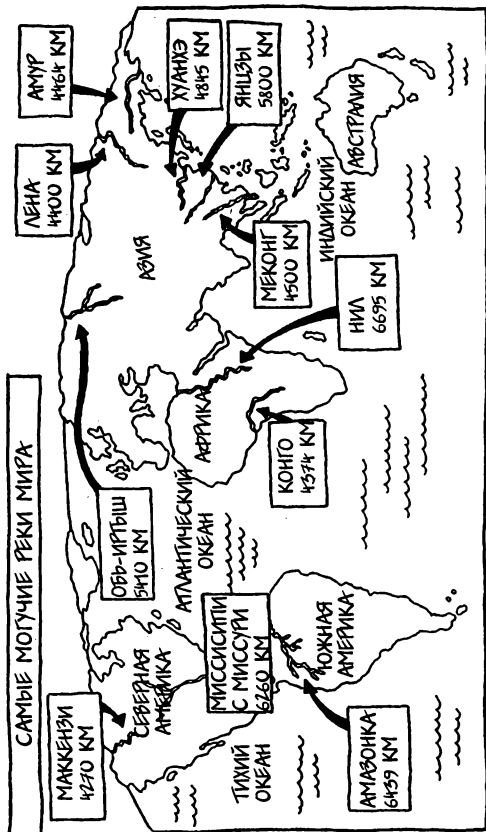 САМЫЕ МОГУЧИЕ РЕКИ МИРА
МАККЕНЗИ
4270 КМ
ОБЬ-ИРТЫШ
5410 КМ
ЛЕНА
4400 КМ
АМУР
4464 КМ
ХУАНХЭ
4845 КМ
ЯНЦЗЫ
5800 КМ
СЕВЕРНАЯ
АМЕРИКА
АТЛАНТИЧЕСКИЙ
ОКЕАН
АЗИЯ
АФРИКА
МЕКОНГ
4500 КМ
МИССИСИПИ
С МИССУРИ
6260 КМ
ТИХИЙ
ОКЕАН
ЮЖНАЯ
АМЕРИКА
КОНГО
4374 КМ
НИЛ
6695 КМ
ИНДИЙСКИЙ
ОКЕАН
АВСТРАЛИЯ
АМАЗОНКА
6439 КМ